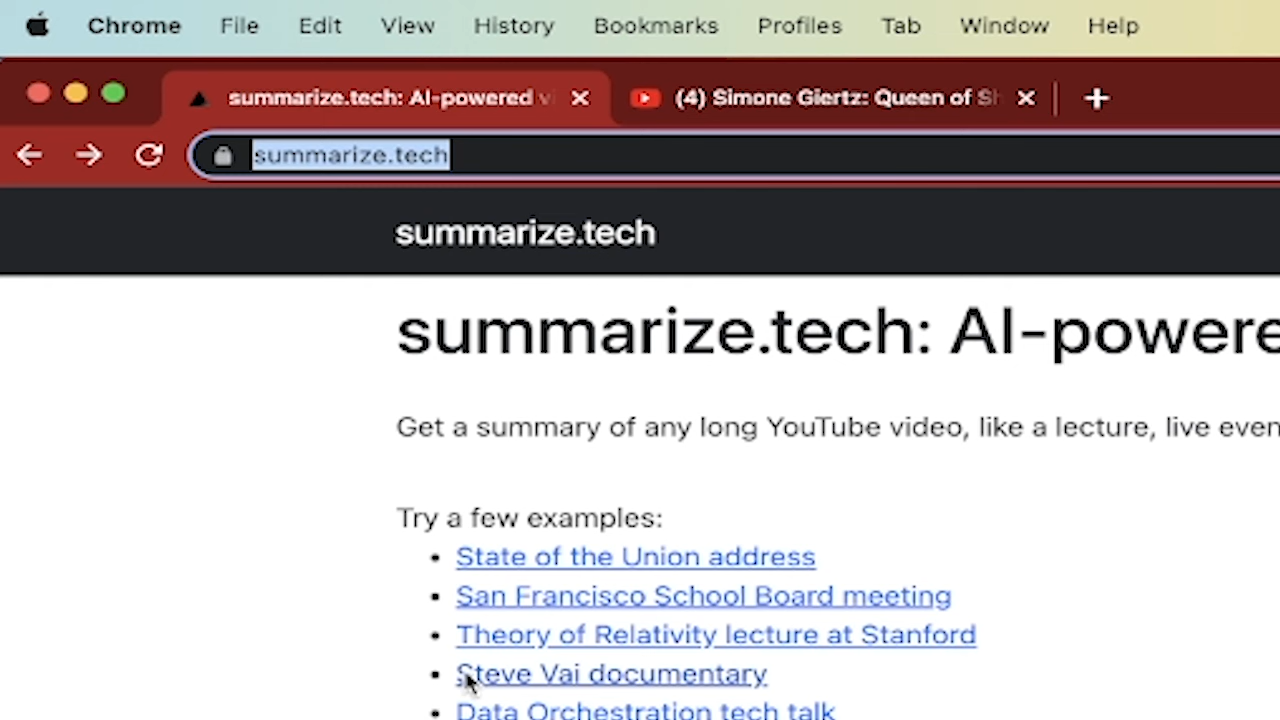 Chrome File Edit View History Bookmarks Profiles Tab Window Help
summarize.tech: AI-powered (4) Simone Giertz: Queen of
summarize.tech
summarize.tech
summarize.tech: AI-powere
Get a summary of any long YouTube video, like a lecture, live even
Try a few examples:
• State of the Union address
• San Francisco School Board meeting
• Theory of Relativity lecture at Stanford
• Steve Vai documentary
• Data Orchestration tech talk